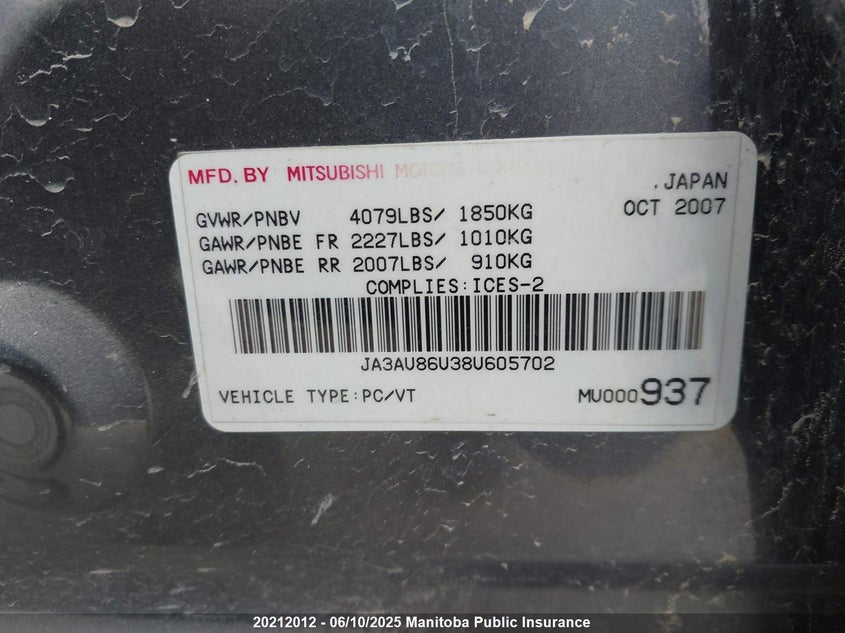 MFD. BY MITSUBISHI MOTORS
. JAPAN
GVWR/PNBV 4079LBS/ 1850KG OCT 2007
GAWR/PNBE FR 2227LBS/ 1010KG
GAWR/PNBE RR 2007LBS/ 910KG
COMPLIES:ICES-2
JA3AU86U38U605702
VEHICLE TYPE:PC/VT MU000937
20212012 - 06/10/2025 Manitoba Public Insurance